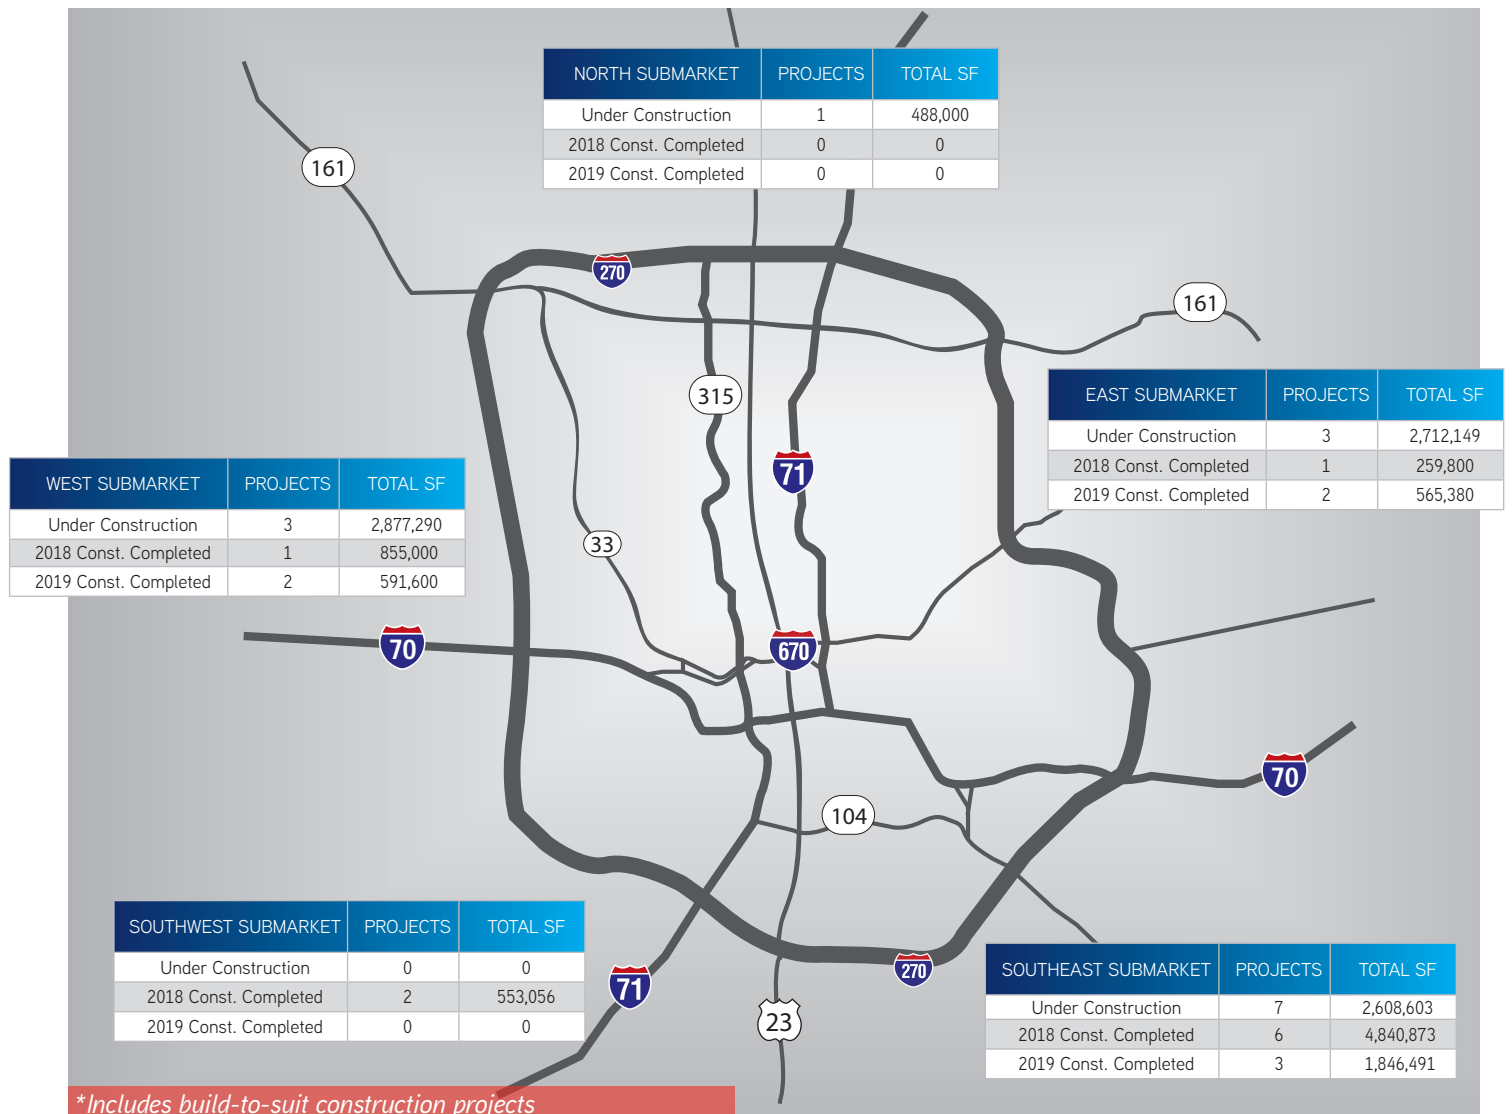 NORTH SUBMARKET PROJECTS TOTAL SF
Under Construction 1 488,000
2018 Const. Completed 0 0
2019 Const. Completed 0 0
161
270
161
EAST SUBMARKET PROJECTS TOTAL SF
Under Construction 3 2,712,149
2018 Const. Completed 1 259,800
2019 Const. Completed 2 565,380
315
71
WEST SUBMARKET PROJECTS TOTAL SF
Under Construction 3 2,877,290
2018 Const. Completed 1 855,000
2019 Const. Completed 2 591,600
33
70
670
70
104
SOUTHWEST SUBMARKET PROJECTS TOTAL SF
Under Construction 0 0
2018 Const. Completed 2 553,056
2019 Const. Completed 0 0
71
270
23
SOUTHEAST SUBMARKET PROJECTS TOTAL SF
Under Construction 7 2,608,603
2018 Const. Completed 6 4,840,873
2019 Const. Completed 3 1,846,491
*Includes build-to-suit construction projects